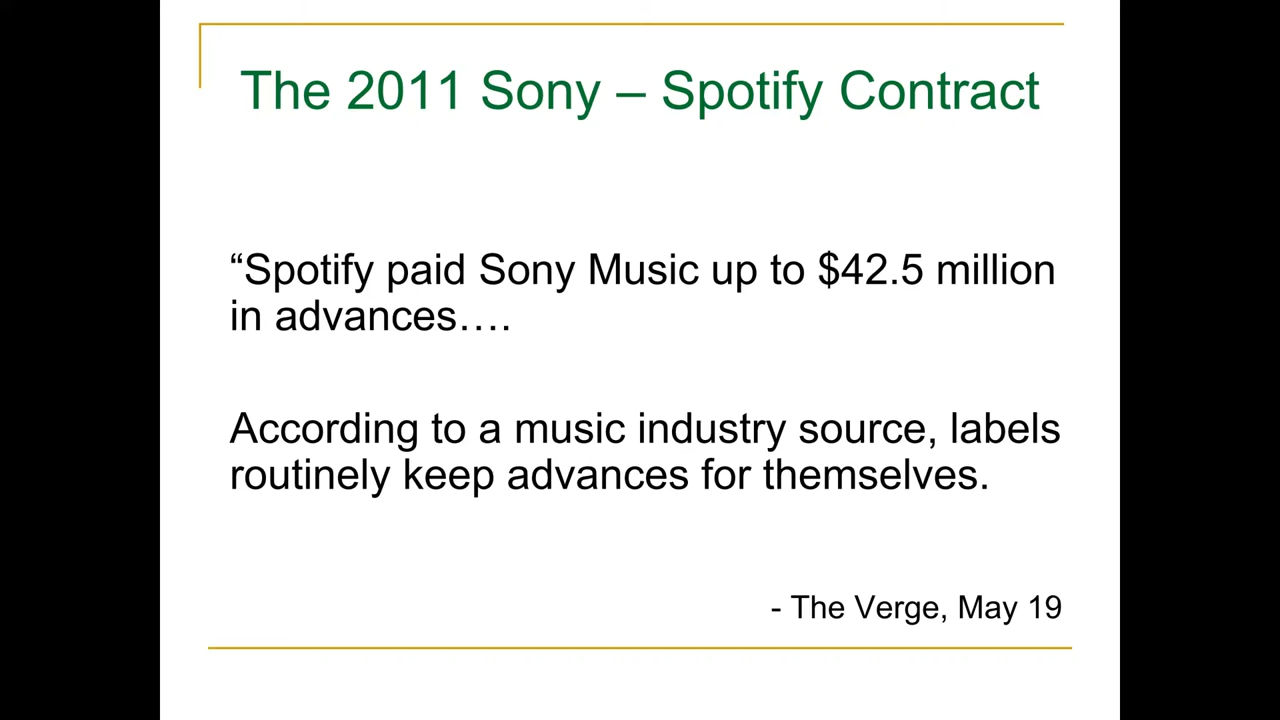 The 2011 Sony – Spotify Contract
“Spotify paid Sony Music up to $42.5 million
in advances….
According to a music industry source, labels
routinely keep advances for themselves.
- The Verge, May 19